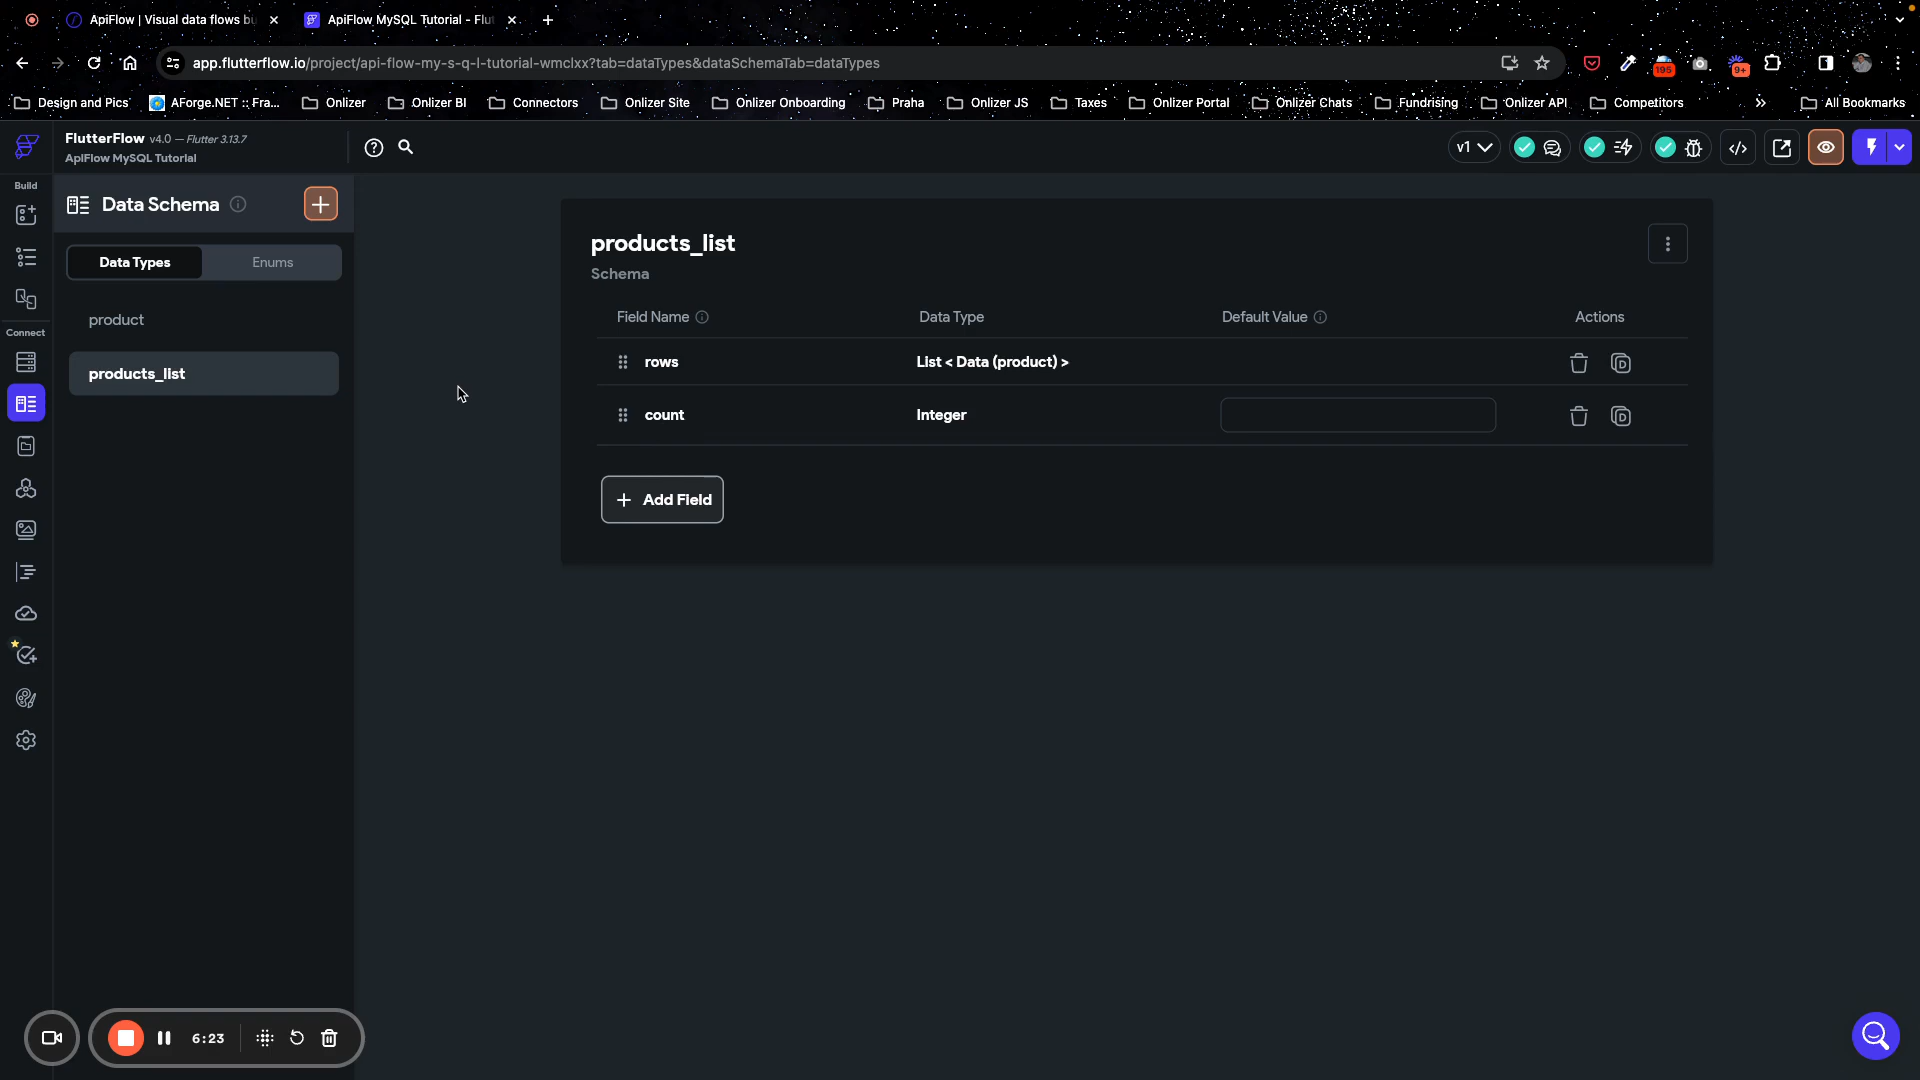 ApiFlow | Visual data flows bu
ApiFlow MySQL Tutorial - Flut
app.flutterflow.io/project/api-flow-my-s-q-l-tutorial-wmclxx?tab=dataTypes&dataSchemaTab=dataTypes
195
9+
Design and Pics
AForge.NET :: Fra...
Onlizer
Onlizer BI
Connectors
Onlizer Site
Onlizer Onboarding
Praha
Onlizer JS
Taxes
Onlizer Portal
Onlizer Chats
Fundrising
Onlizer API
Competitors
All Bookmarks
FlutterFlow v4.0 — Flutter 3.13.7
ApiFlow MySQL Tutorial
v1
Build
Data Schema
Data Types
Enums
product
Connect
products_list
products_list
Schema
Field Name
Data Type
Default Value
Actions
rows
List < Data (product) >
count
Integer
+ Add Field
6:23